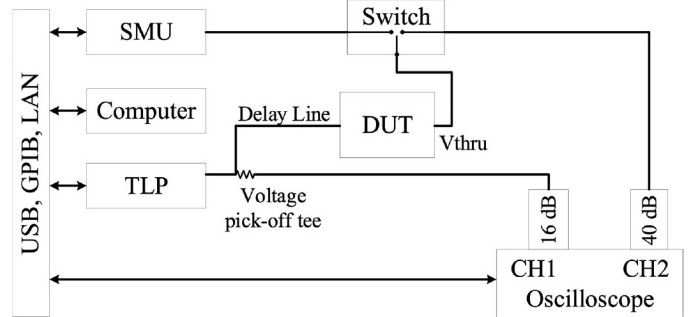 USB, GPIB, LAN
SMU
Switch
Computer
Delay Line
DUT
Vthru
TLP
Voltage
pick-off tee
16 dB
40 dB
CH1
CH2
Oscilloscope